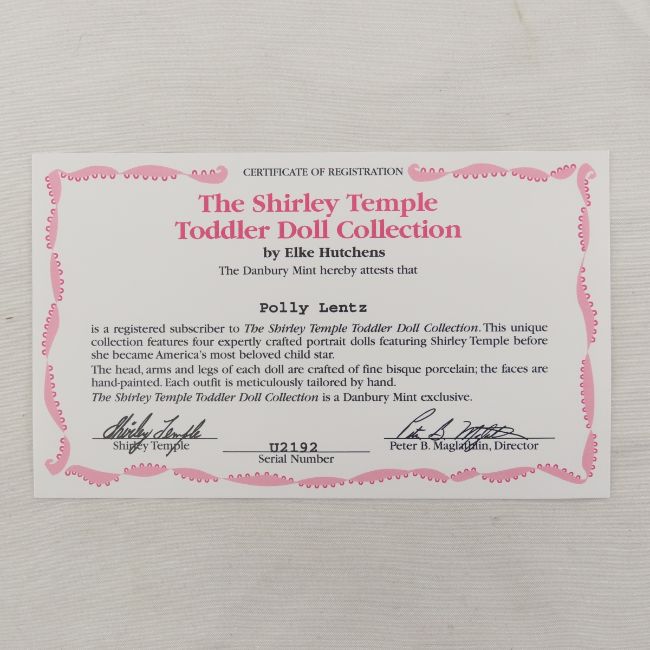 CERTIFICATE OF REGISTRATION
The Shirley Temple
Toddler Doll Collection
by Elke Hutchens
The Danbury Mint hereby attests that
Polly Lentz
is a registered subscriber to The Shirley Temple Toddler Doll Collection. This unique
collection features four expertly crafted portrait dolls featuring Shirley Temple before
she became America's most beloved child star.
The head, arms and legs of each doll are crafted of fine bisque porcelain; the faces are
hand-painted. Each outfit is meticulously tailored by hand.
The Shirley Temple Toddler Doll Collection is a Danbury Mint exclusive.
Shirley Temple
Shirley Temple
U2192
Serial Number
Peter B. Maglathlin, Director